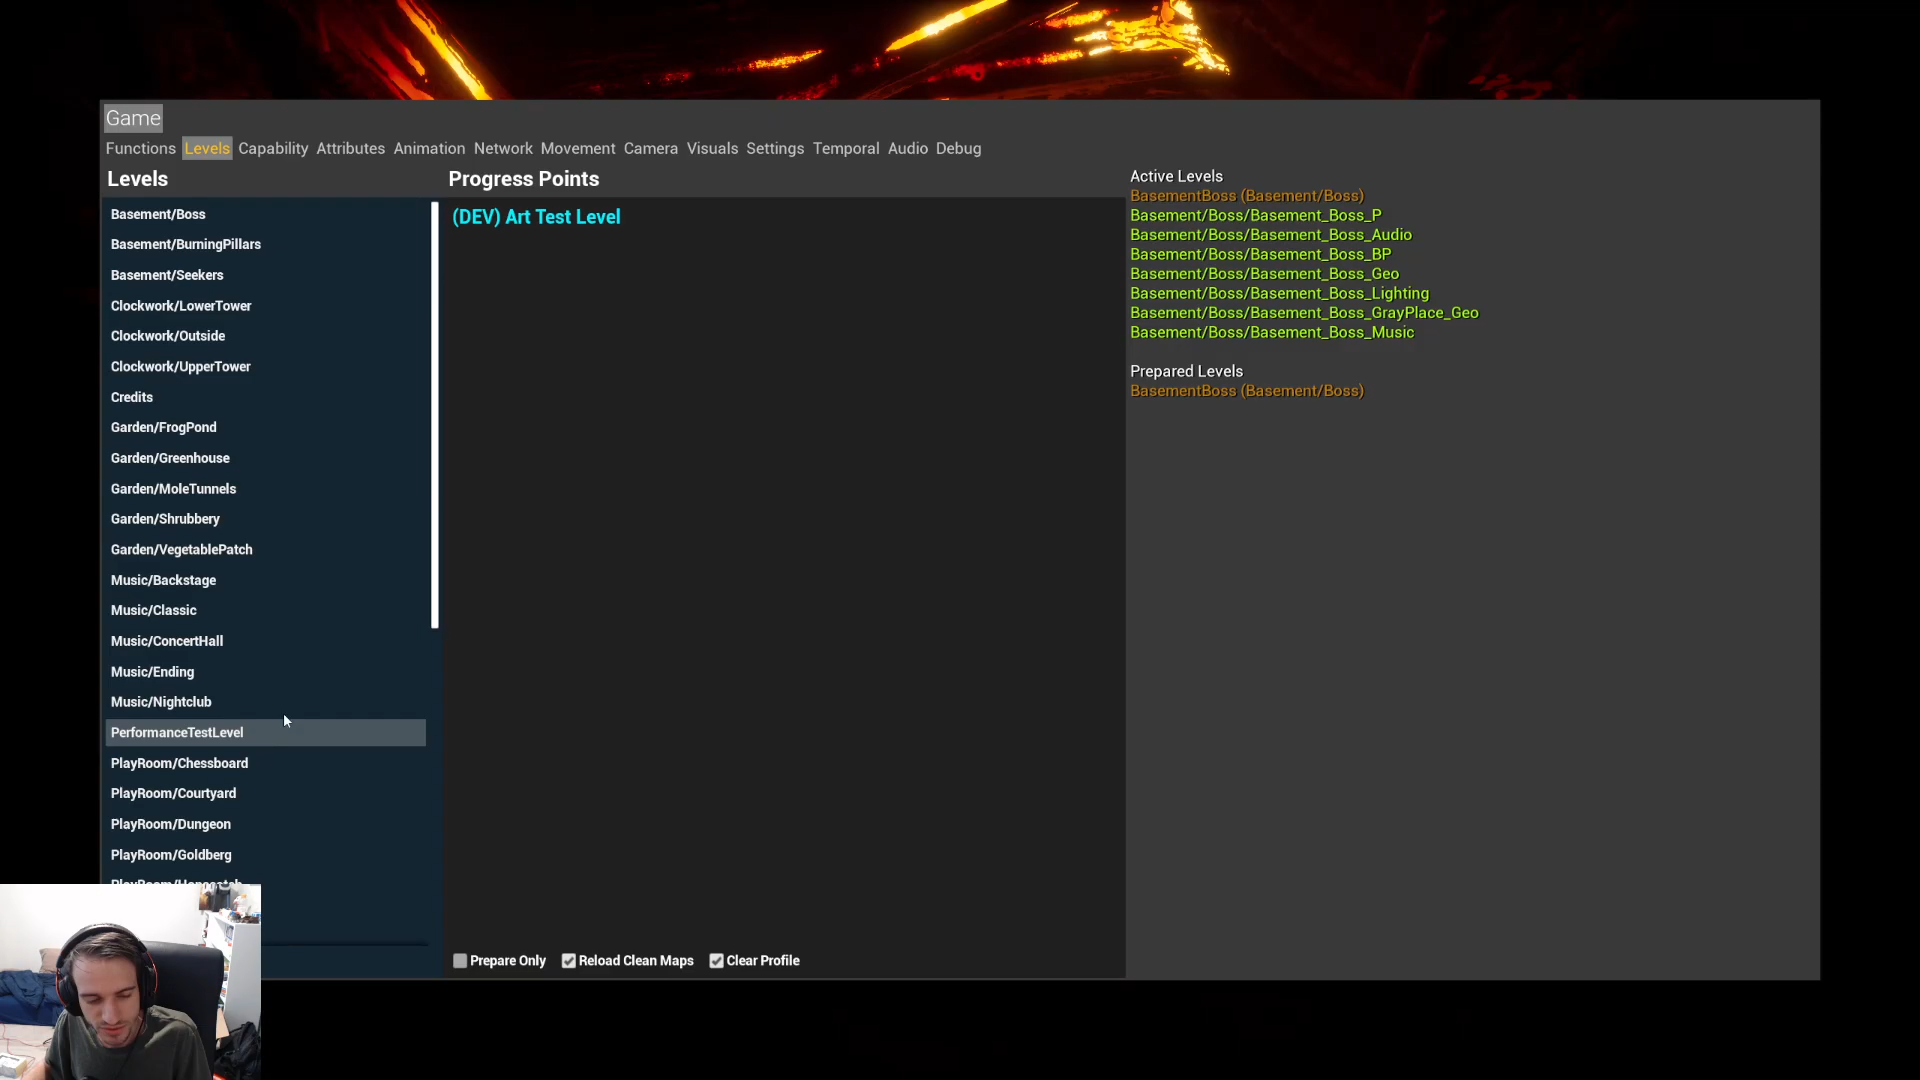 Game
Functions Levels Capability Attributes Animation Network Movement Camera Visuals Settings Temporal Audio Debug
Levels
Basement/Boss
Basement/BurningPillars
Basement/Seekers
Clockwork/LowerTower
Clockwork/Outside
Clockwork/UpperTower
Credits
Garden/FrogPond
Garden/Greenhouse
Garden/MoleTunnels
Garden/Shrubbery
Garden/VegetablePatch
Music/Backstage
Music/Classic
Music/ConcertHall
Music/Ending
Music/Nightclub
PerformanceTestLevel
PlayRoom/Chessboard
PlayRoom/Courtyard
PlayRoom/Dungeon
PlayRoom/Goldberg
Progress Points
(DEV) Art Test Level
Prepare Only Reload Clean Maps Clear Profile
Active Levels
BasementBoss (Basement/Boss)
Basement/Boss/Basement_Boss_P
Basement/Boss/Basement_Boss_Audio
Basement/Boss/Basement_Boss_BP
Basement/Boss/Basement_Boss_Geo
Basement/Boss/Basement_Boss_Lighting
Basement/Boss/Basement_Boss_GrayPlace_Geo
Basement/Boss/Basement_Boss_Music
Prepared Levels
BasementBoss (Basement/Boss)